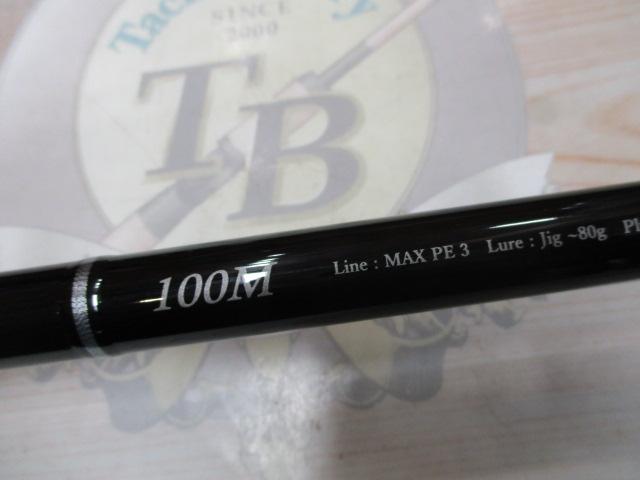 SINCE
2000
TB
100M Line : MAX PE 3 Lure : Jig ~80g